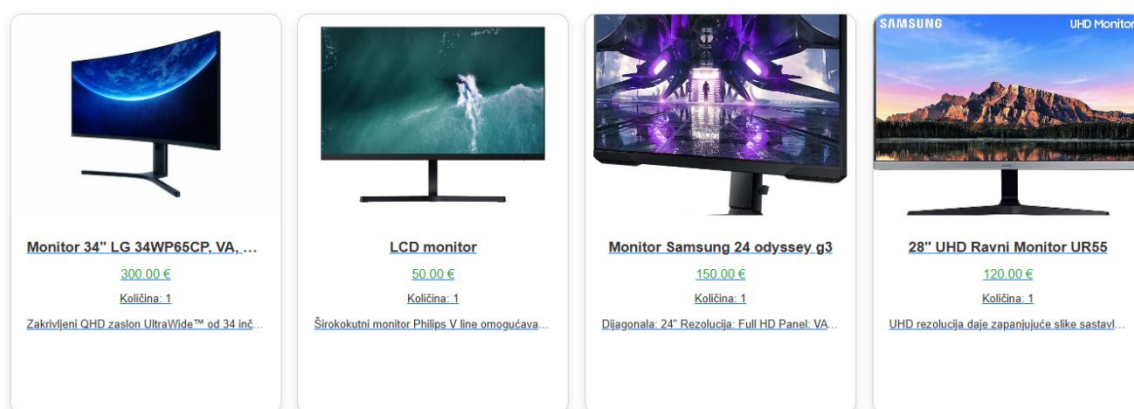 Monitor 34" LG 34WP65CP, VA, ...
300.00 €
Količina: 1
Zakrivljeni QHD zaslon UltraWide™ od 34 inč...
LCD monitor
50.00 €
Količina: 1
Širokokutni monitor Philips V line omogućava...
Monitor Samsung 24 odyssey g3
150.00 €
Količina: 1
Dijagonala: 24" Rezolucija: Full HD Panel: VA...
SAMSUNG
UHD Monitor
28" UHD Ravni Monitor UR55
120.00 €
Količina: 1
UHD rezolucija daje zapanjujuće slike sastavl...